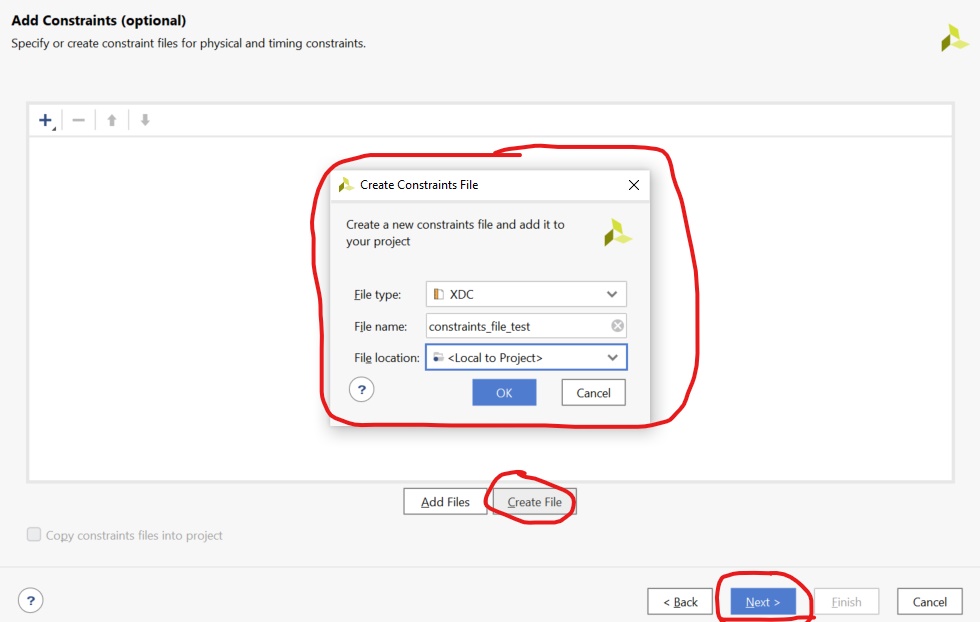 Add Constraints (optional)
Specify or create constraint files for physical and timing constraints.
Create Constraints File
Create a new constraints file and add it to
your project
File type: XDC
File name: constraints_file_test
File location: <Local to Project>
? OK Cancel
Add Files Create File
Copy constraints files into project
? < Back Next > Finish Cancel